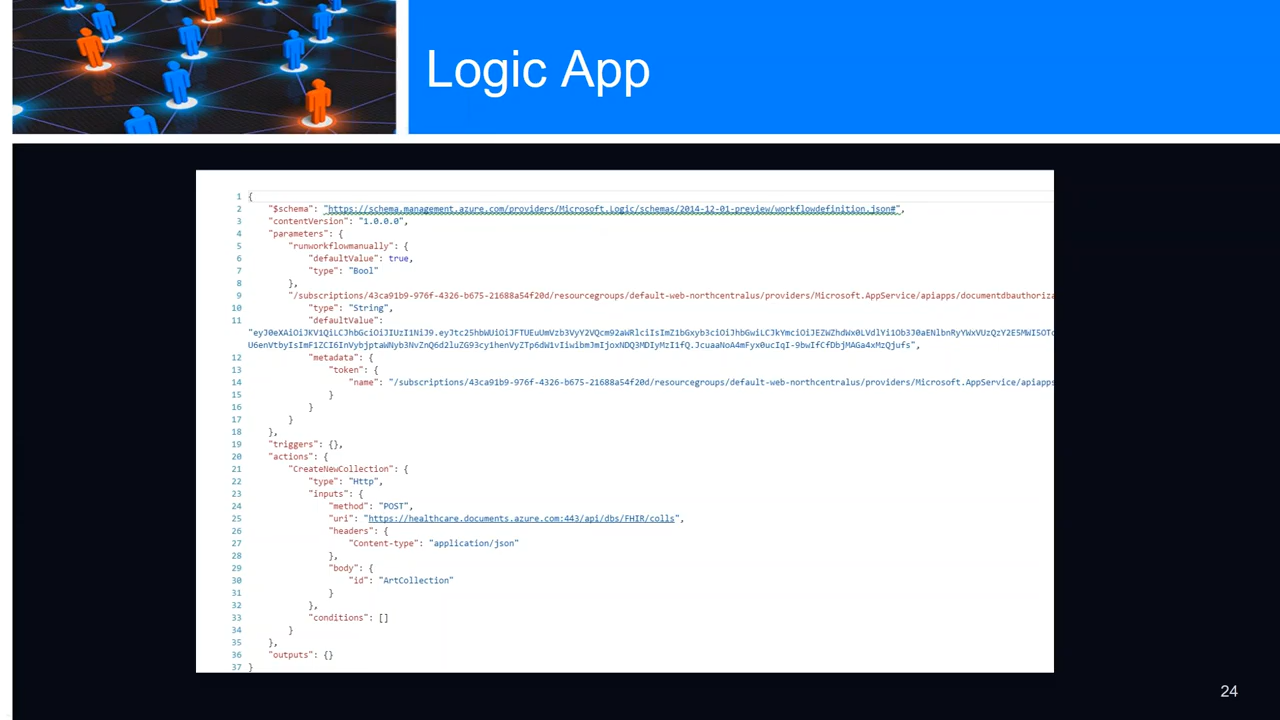 Logic App
1 {
2 "$schema": "https://schema.management.azure.com/providers/Microsoft.Logic/schemas/2014-12-01-preview/workflowdefinition.json#",
3 "contentVersion": "1.0.0.0",
4 "parameters": {
5 "runworkflowmanually": {
6 "defaultValue": true,
7 "type": "Bool"
8 },
9 "/subscriptions/43ca91b9-976f-4326-b675-21688a54f20d/resourcegroups/default-web-northcentralus/providers/Microsoft.AppService/apiapps/documentdbauthoriza
10 "type": "String",
11 "defaultValue":
12 "metadata": {
13 "token": {
14 "name": "/subscriptions/43ca91b9-976f-4326-b675-21688a54f20d/resourcegroups/default-web-northcentralus/providers/Microsoft.AppService/apiapps
15 }
16 }
17 }
18 },
19 "triggers": {},
20 "actions": {
21 "CreateNewCollection": {
22 "type": "Http",
23 "inputs": {
24 "method": "POST",
25 "uri": "https://healthcare.documents.azure.com:443/api/dbs/FHIR/colls",
26 "headers": {
27 "Content-type": "application/json"
28 },
29 "body": {
30 "id": "ArtCollection"
31 }
32 },
33 "conditions": []
34 }
35 },
36 "outputs": {}
37 }
24